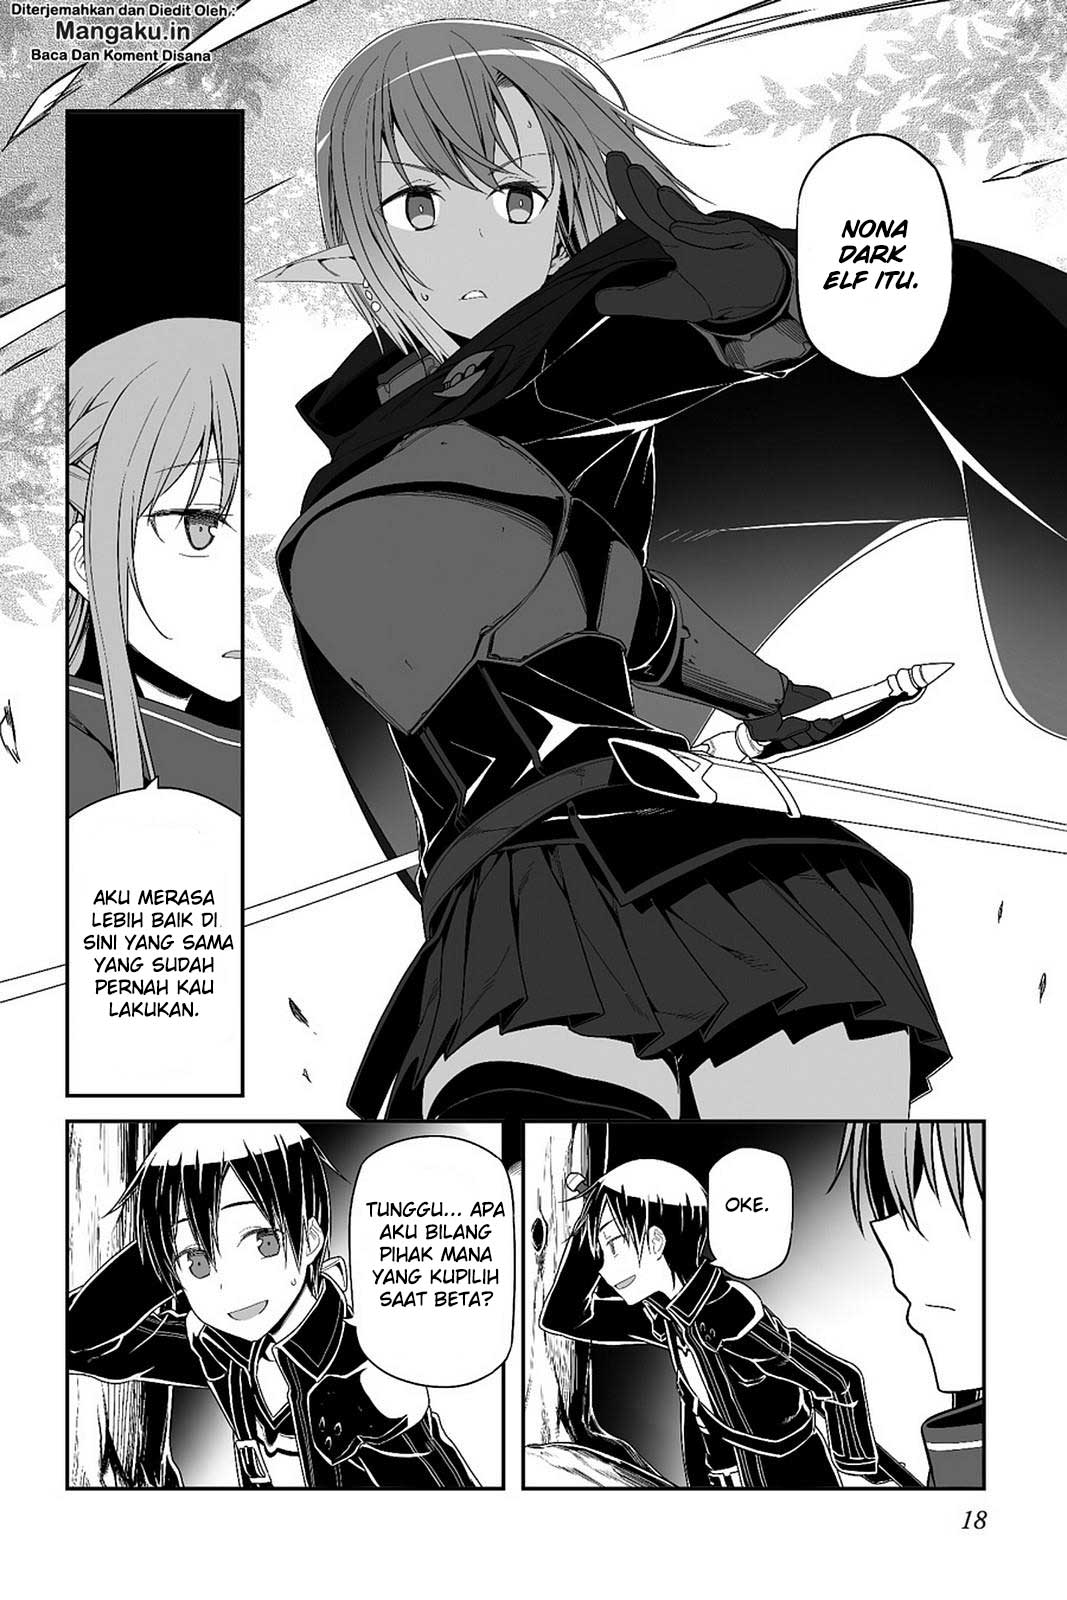 Diterjemahkan dan Diedit Oleh.:
Mangaku.in
Baca Dan Koment Disana
NONA
DARK
ELF ITU.
AKU MERASA
LEBIH BAIK DI
SINI YANG SAMA
YANG SUDAH
PERNAH KAU
LAKUKAN.
OKE.
TUNGGU... APA
AKU BILANG
PIHAK MANA
YANG KUPILIH
SAAT BETA?
18